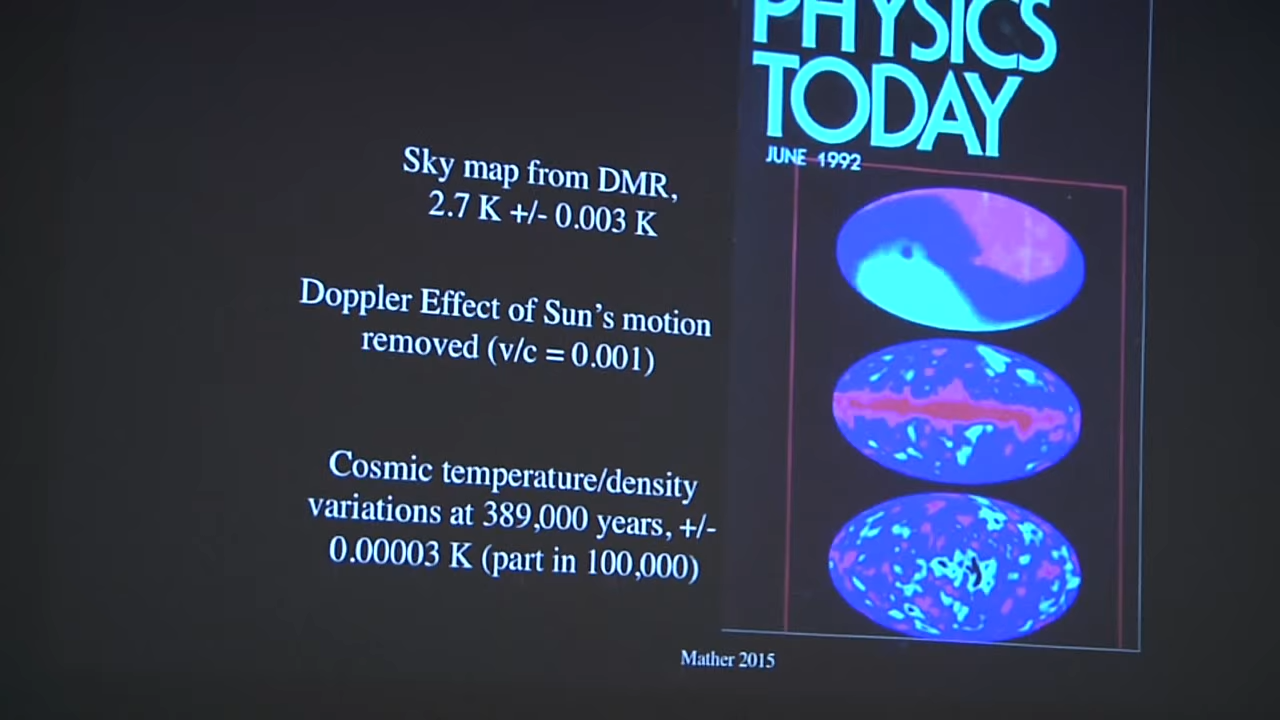 PHYSICS
TODAY
JUNE 1992
Sky map from DMR,
2.7 K +/- 0.003 K
Doppler Effect of Sun's motion
removed (v/c = 0.001)
Cosmic temperature/density
variations at 389,000 years, +/-
0.00003 K (part in 100,000)
Mather 2015